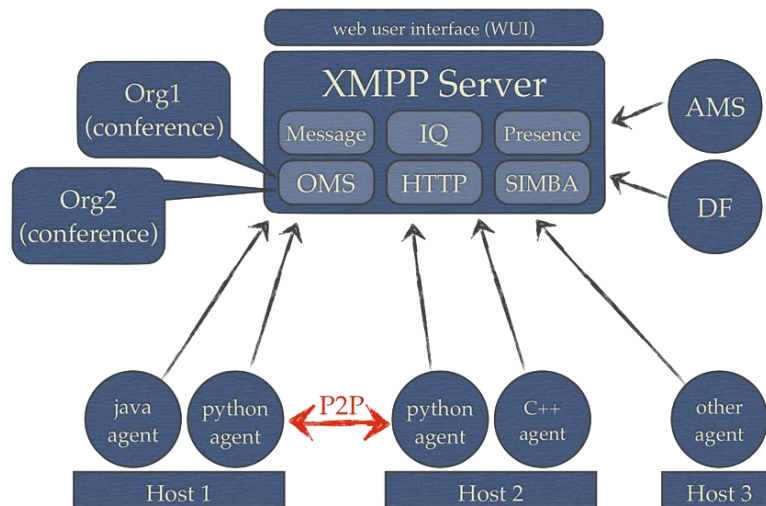 web user interface (WUI)
XMPP Server
Org1
(conference)
AMS
Message
IQ
Presence
OMS
HTTP
SIMBA
Org2
(conference)
DF
java
agent
python
agent
P2P
python
agent
C++
agent
other
agent
Host 1
Host 2
Host 3